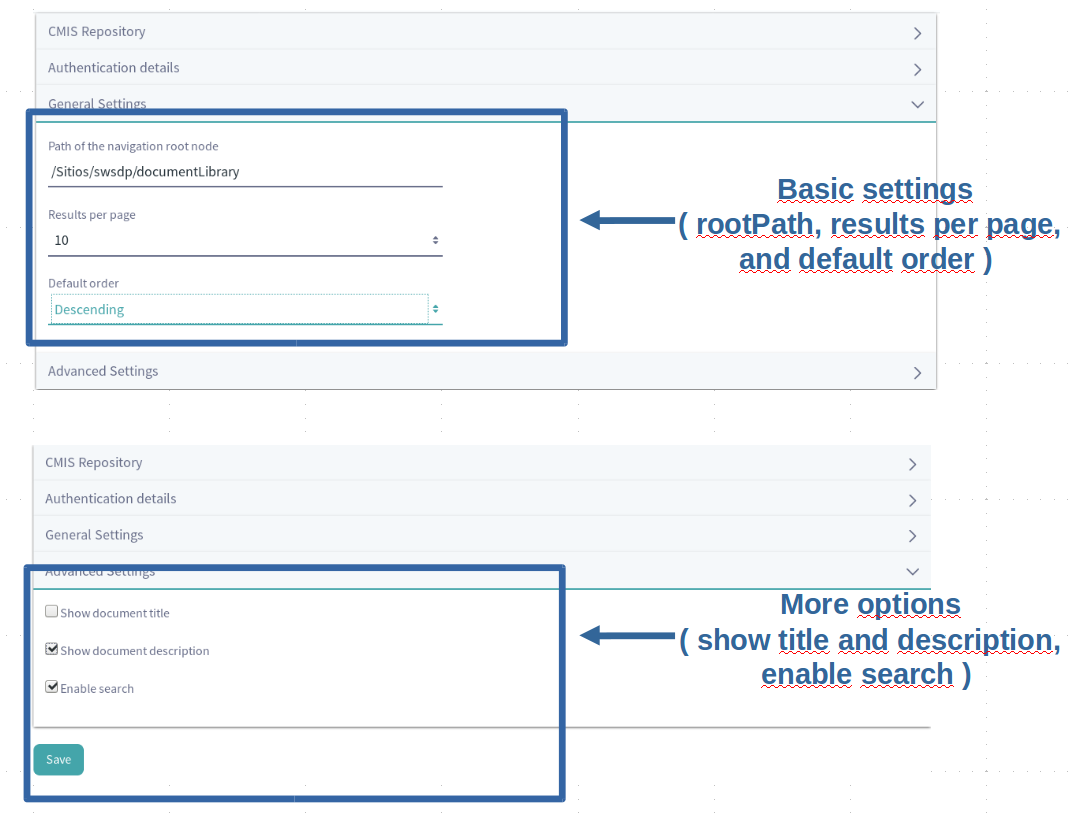 CMIS Repository
Authentication details
General Settings
Path of the navigation root node
/Sitios/swsdp/documentLibrary
Results per page
10
Default order
Descending
Advanced Settings
Basic settings
( rootPath, results per page,
and default order )
CMIS Repository
Authentication details
General Settings
Advanced Settings
Show document title
Show document description
Enable search
Save
More options
( show title and description,
enable search )